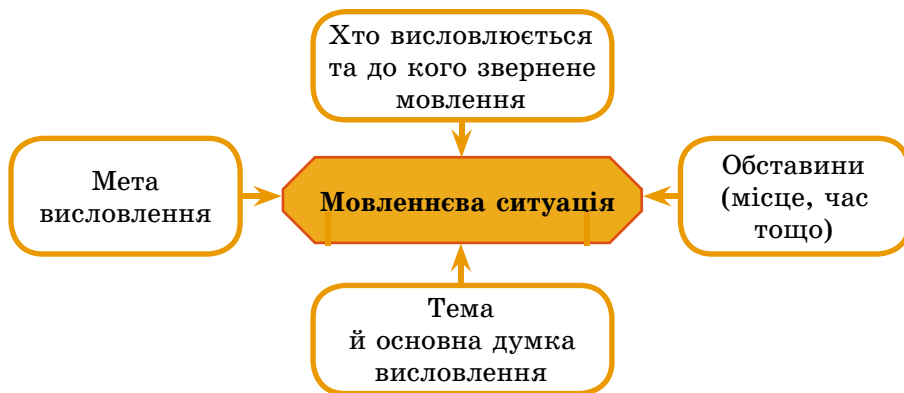 Хто висловлюється
та до кого звернене
мовлення
Мета
висловлення
Мовленнєва ситуація
Обставини
(місце, час
тощо)
Тема
й основна думка
висловлення